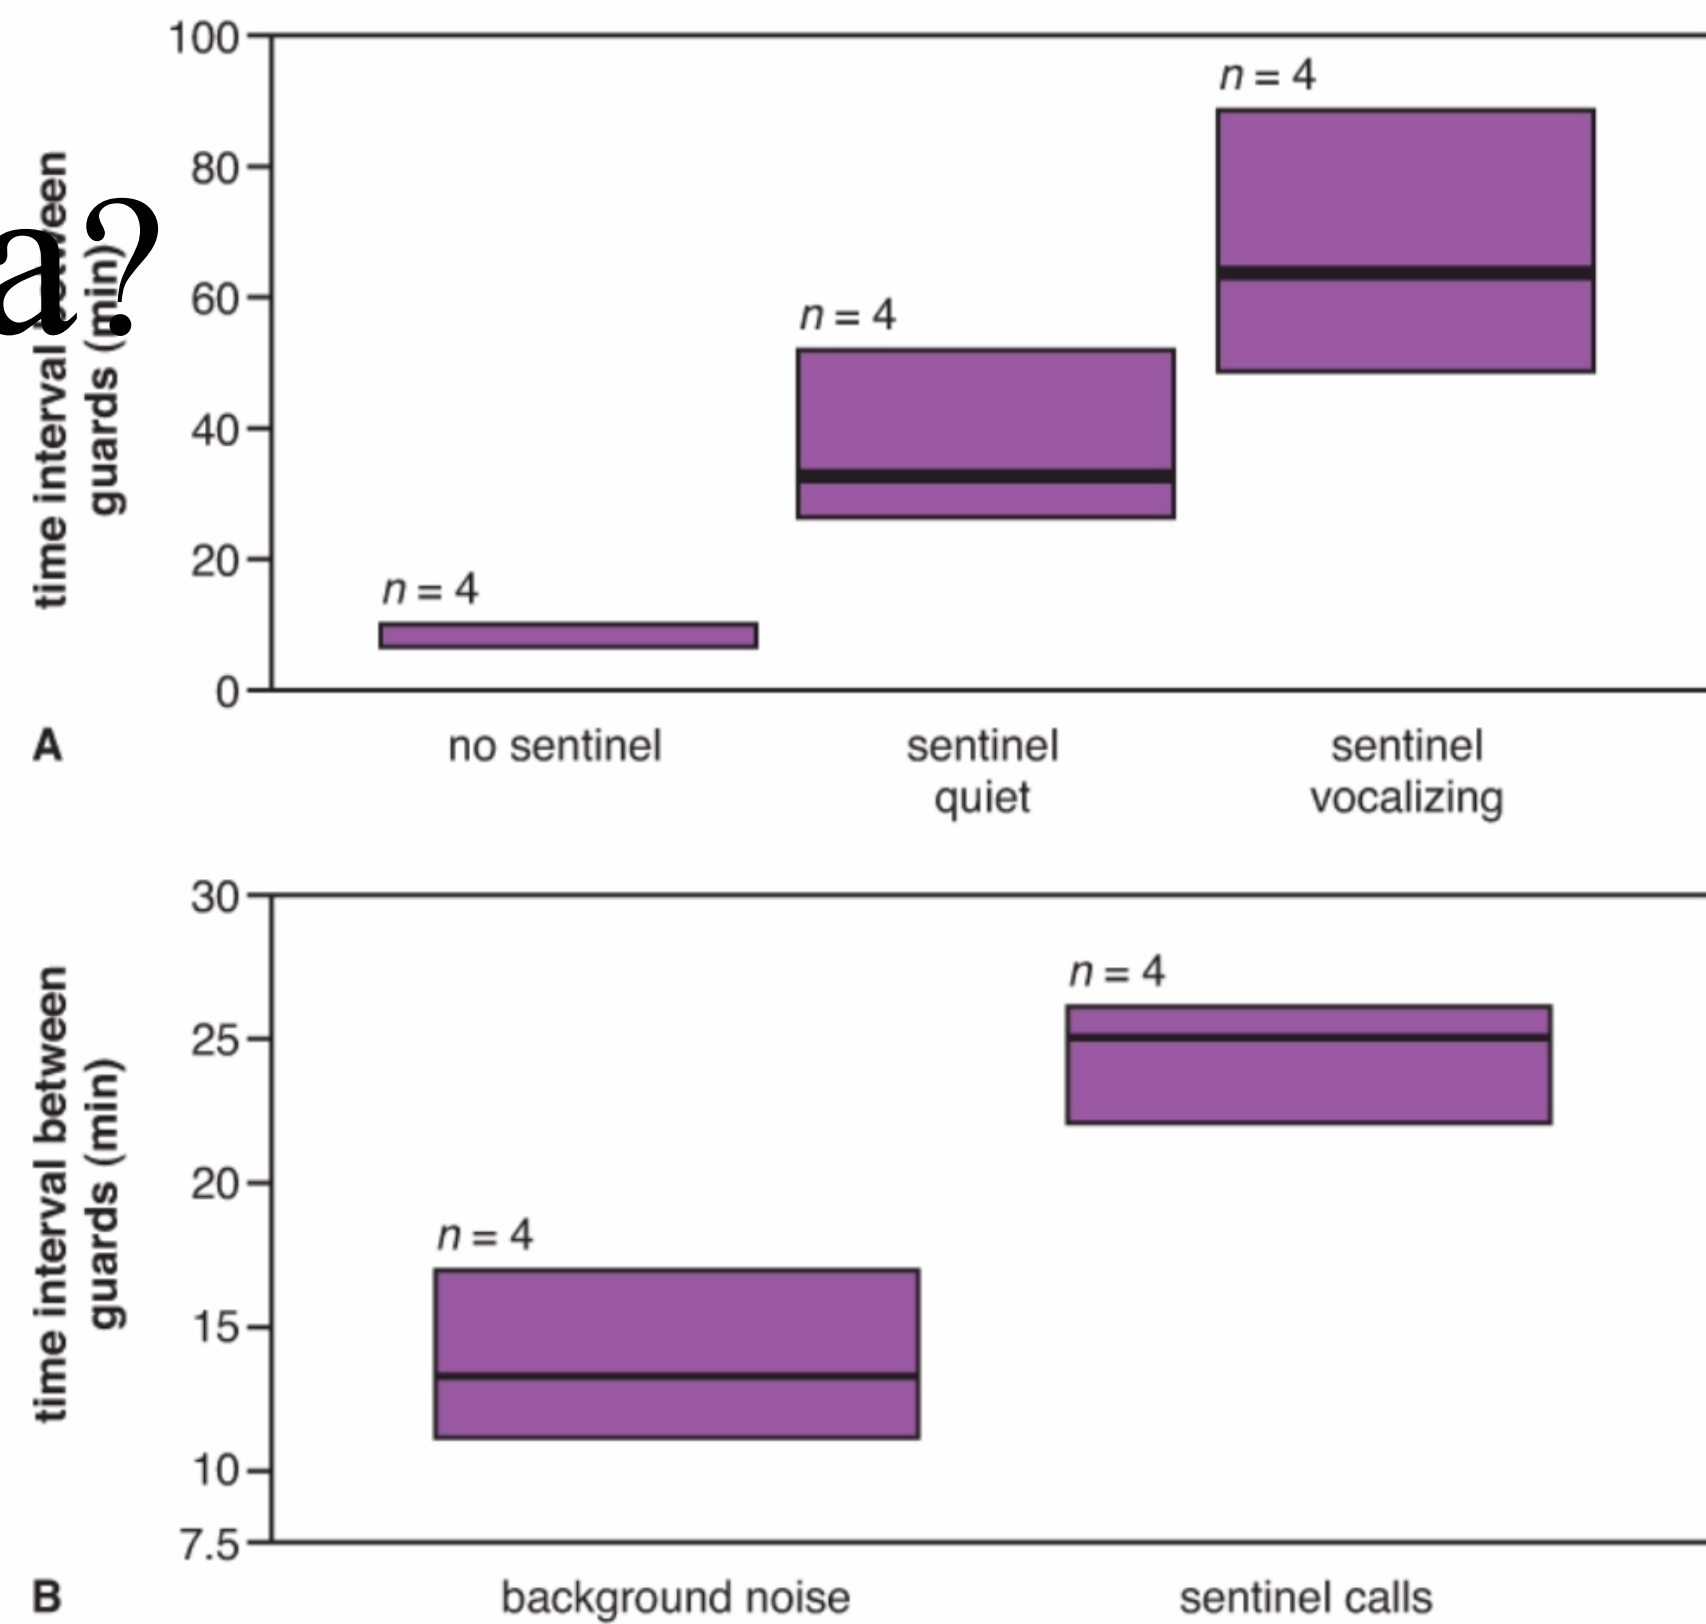 100
n = 4
80
a?
60
n = 4
40
20
n = 4
0
time interval between
guards (min)
A
no sentinel
sentinel
quiet
sentinel
vocalizing
30
n = 4
25
20
n = 4
15
10
7.5
time interval between
guards (min)
B
background noise
sentinel calls